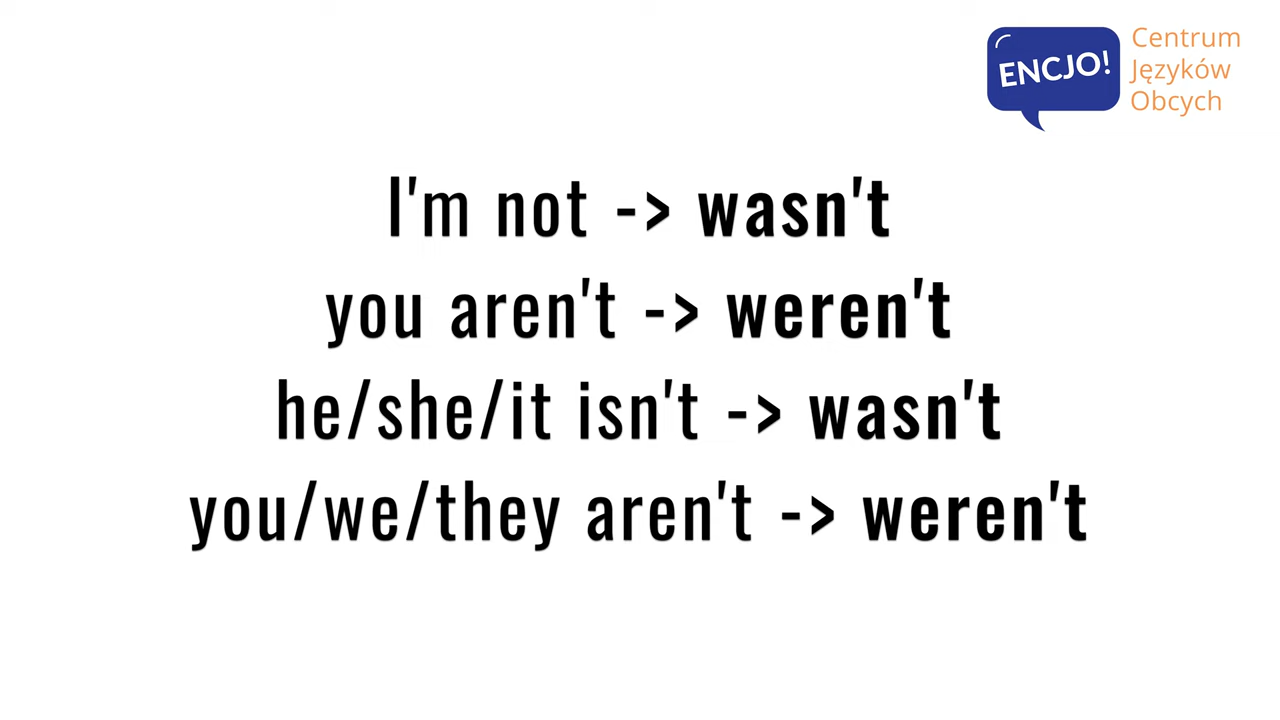 ENCJO!
Centrum
Języków
Obcych
I'm not -> wasn't
you aren't -> weren't
he/she/it isn't -> wasn't
you/we/they aren't -> weren't